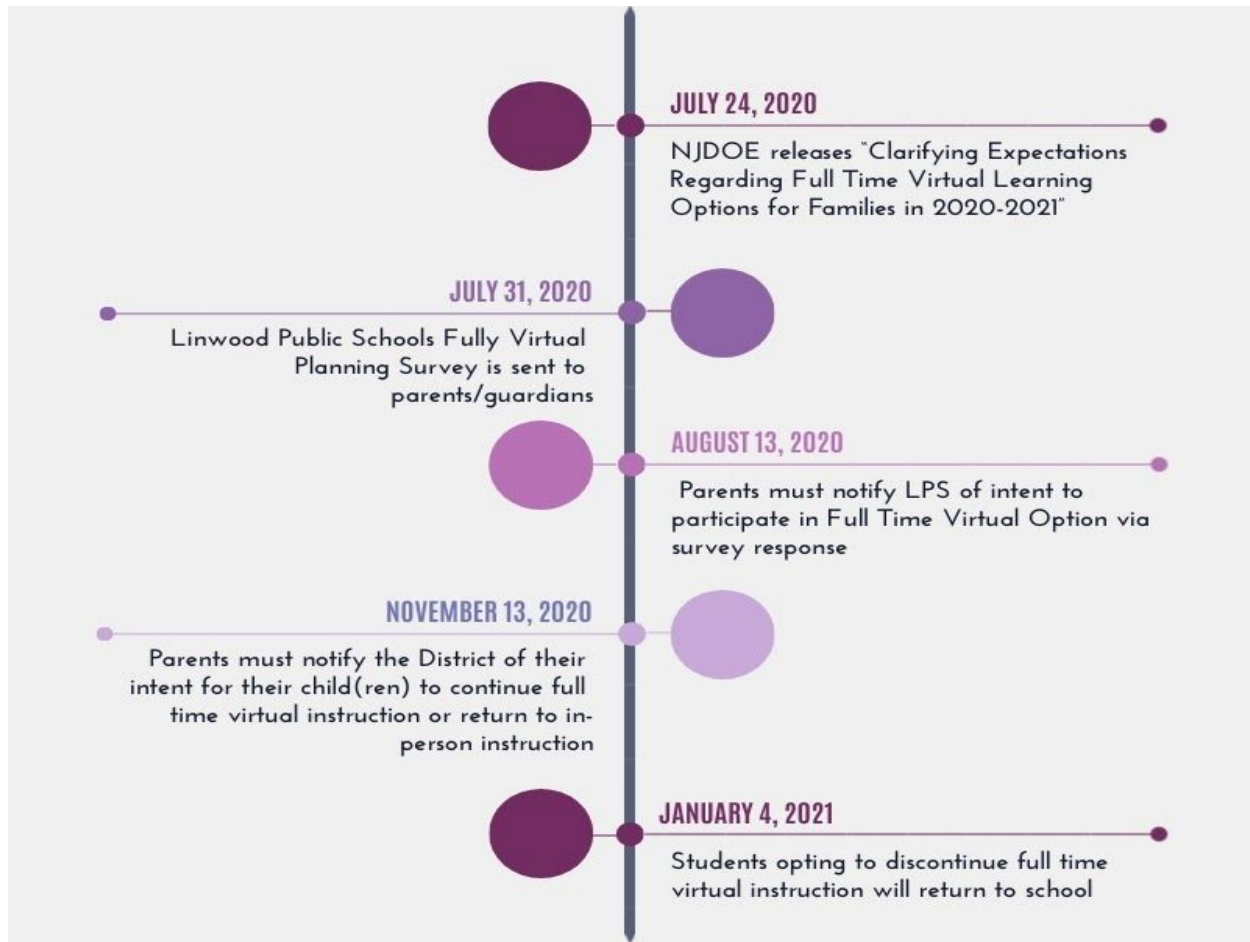 JULY 24, 2020
NJDOE releases "Clarifying Expectations
Regarding Full Time Virtual Learning
Options for Families in 2020-2021"
JULY 31, 2020
Linwood Public Schools Fully Virtual
Planning Survey is sent to
parents/guardians
AUGUST 13, 2020
Parents must notify LPS of intent to
participate in Full Time Virtual Option via
survey response
NOVEMBER 13, 2020
Parents must notify the District of their
intent for their child(ren) to continue full
time virtual instruction or return to in-
person instruction
JANUARY 4, 2021
Students opting to discontinue full time
virtual instruction will return to school